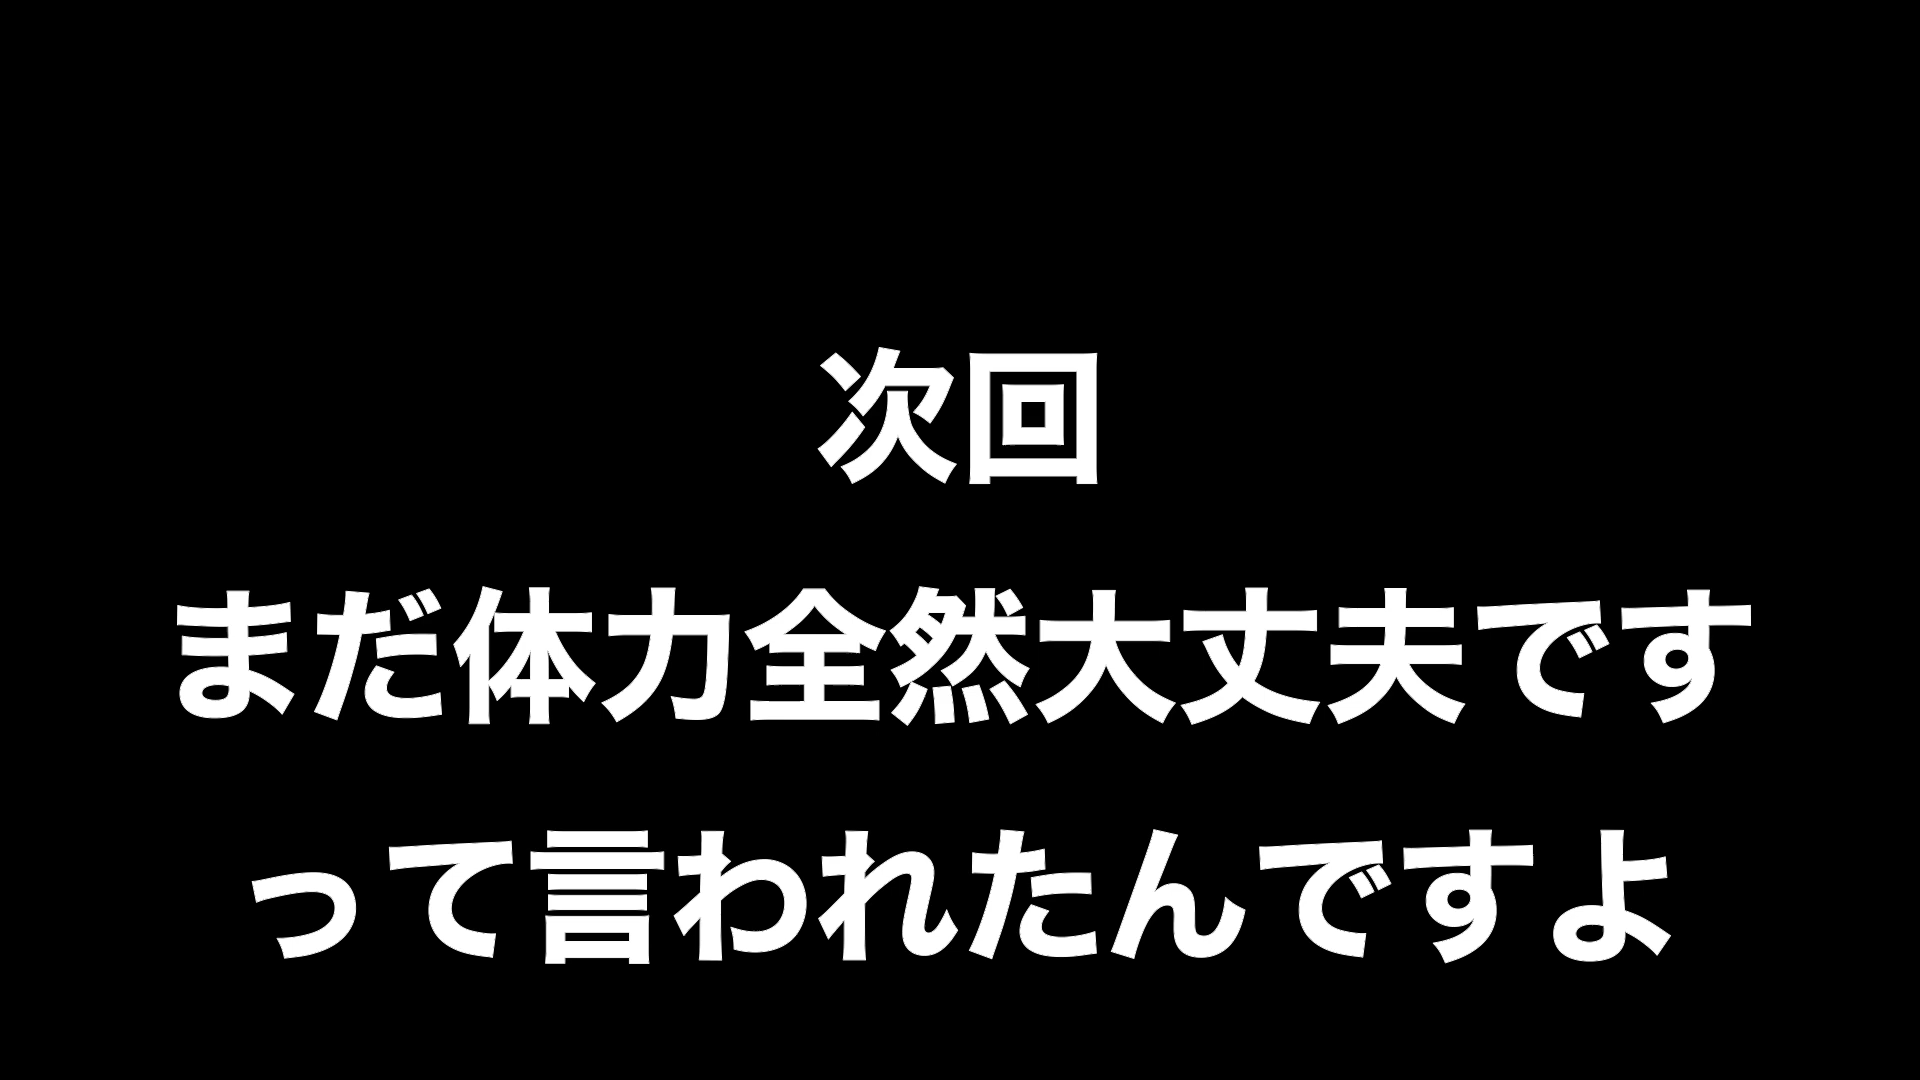 次回
まだ体力全然大丈夫です
って言われたんですよ